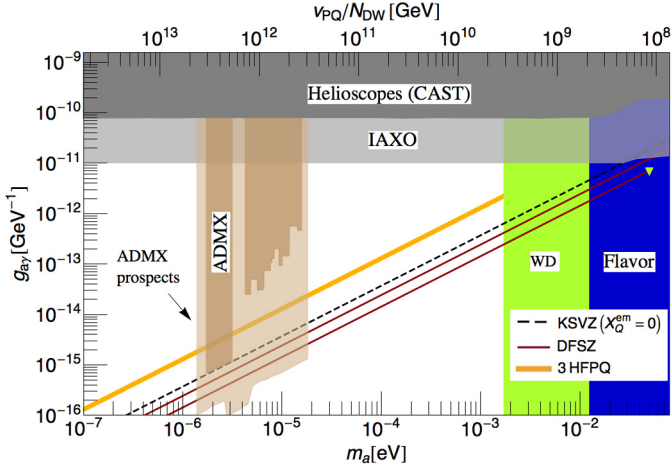 v_PQ/N_DW [GeV]
10^13 10^12 10^11 10^10 10^9 10^8
Helioscopes (CAST)
IAXO
ADMX
ADMX
prospects
WD
Flavor
KSVZ (X_Q^em = 0)
DFSZ
3 HFPQ
g_aγ [GeV^-1]
10^-9
10^-10
10^-11
10^-12
10^-13
10^-14
10^-15
10^-16
10^-7 10^-6 10^-5 10^-4 10^-3 10^-2
m_a [eV]